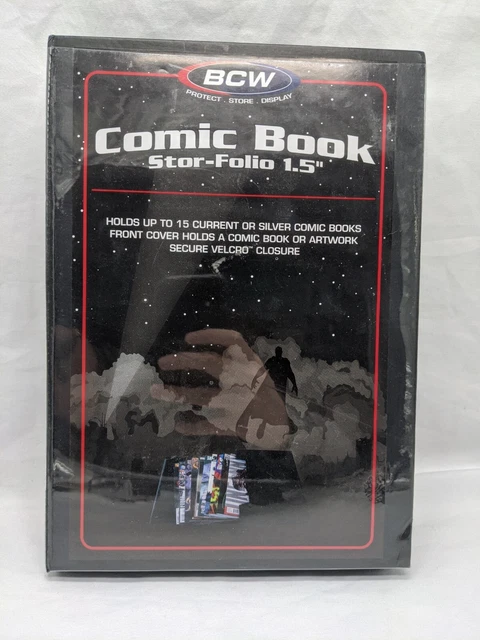 BCW
PROTECT . STORE . DISPLAY
Comic Book
Stor-Folio 1.5"
HOLDS UP TO 15 CURRENT OR SILVER COMIC BOOKS
FRONT COVER HOLDS A COMIC BOOK OR ARTWORK
SECURE VELCRO™ CLOSURE